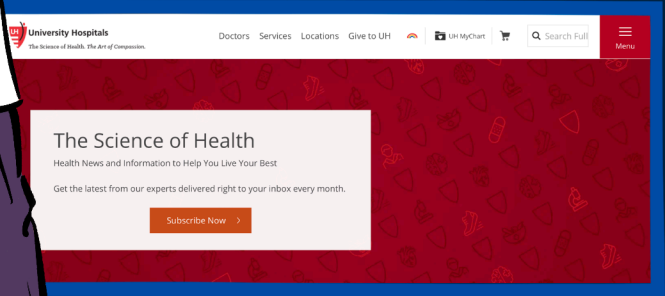 UH
University Hospitals
The Science of Health. The Art of Compassion.
Doctors Services Locations Give to UH UH MyChart Search Full
Menu
The Science of Health
Health News and Information to Help You Live Your Best
Get the latest from our experts delivered right to your inbox every month.
Subscribe Now